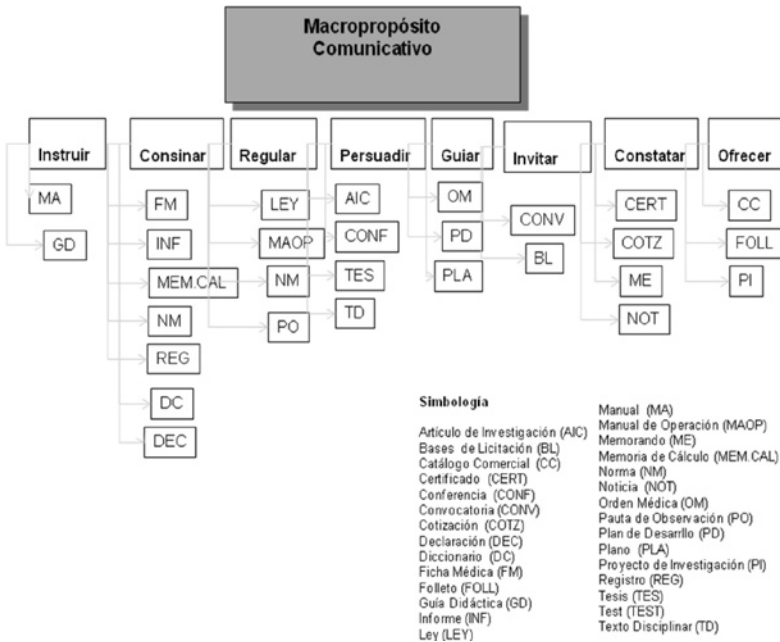 Macropropósito
Comunicativo
Instruir
Consinar
Regular
Persuadir
Guiar
Invitar
Constatar
Ofrecer
MA
GD
FM
INF
MEM.CAL
NM
REG
DC
DEC
LEY
MAOP
NM
PO
AIC
CONF
TES
TD
OM
PD
PLA
CONV
BL
CERT
COTZ
ME
NOT
CC
FOLL
PI
Simbología
Artículo de Investigación (AIC)
Bases de Licitación (BL)
Catálogo Comercial (CC)
Certificado (CERT)
Conferencia (CONF)
Convocatoria (CONV)
Cotización (COTZ)
Declaración (DEC)
Diccionario (DC)
Ficha Médica (FM)
Folleto (FOLL)
Guía Didáctica (GD)
Informe (INF)
Ley (LEY)
Manual (MA)
Manual de Operación (MAOP)
Memorando (ME)
Memoria de Cálculo (MEM.CAL)
Norma (NM)
Noticia (NOT)
Orden Médica (OM)
Pauta de Observación (PO)
Plan de Desarrllo (PD)
Plano (PLA)
Proyecto de Investigación (PI)
Registro (REG)
Tesis (TES)
Test (TEST)
Texto Disciplinar (TD)